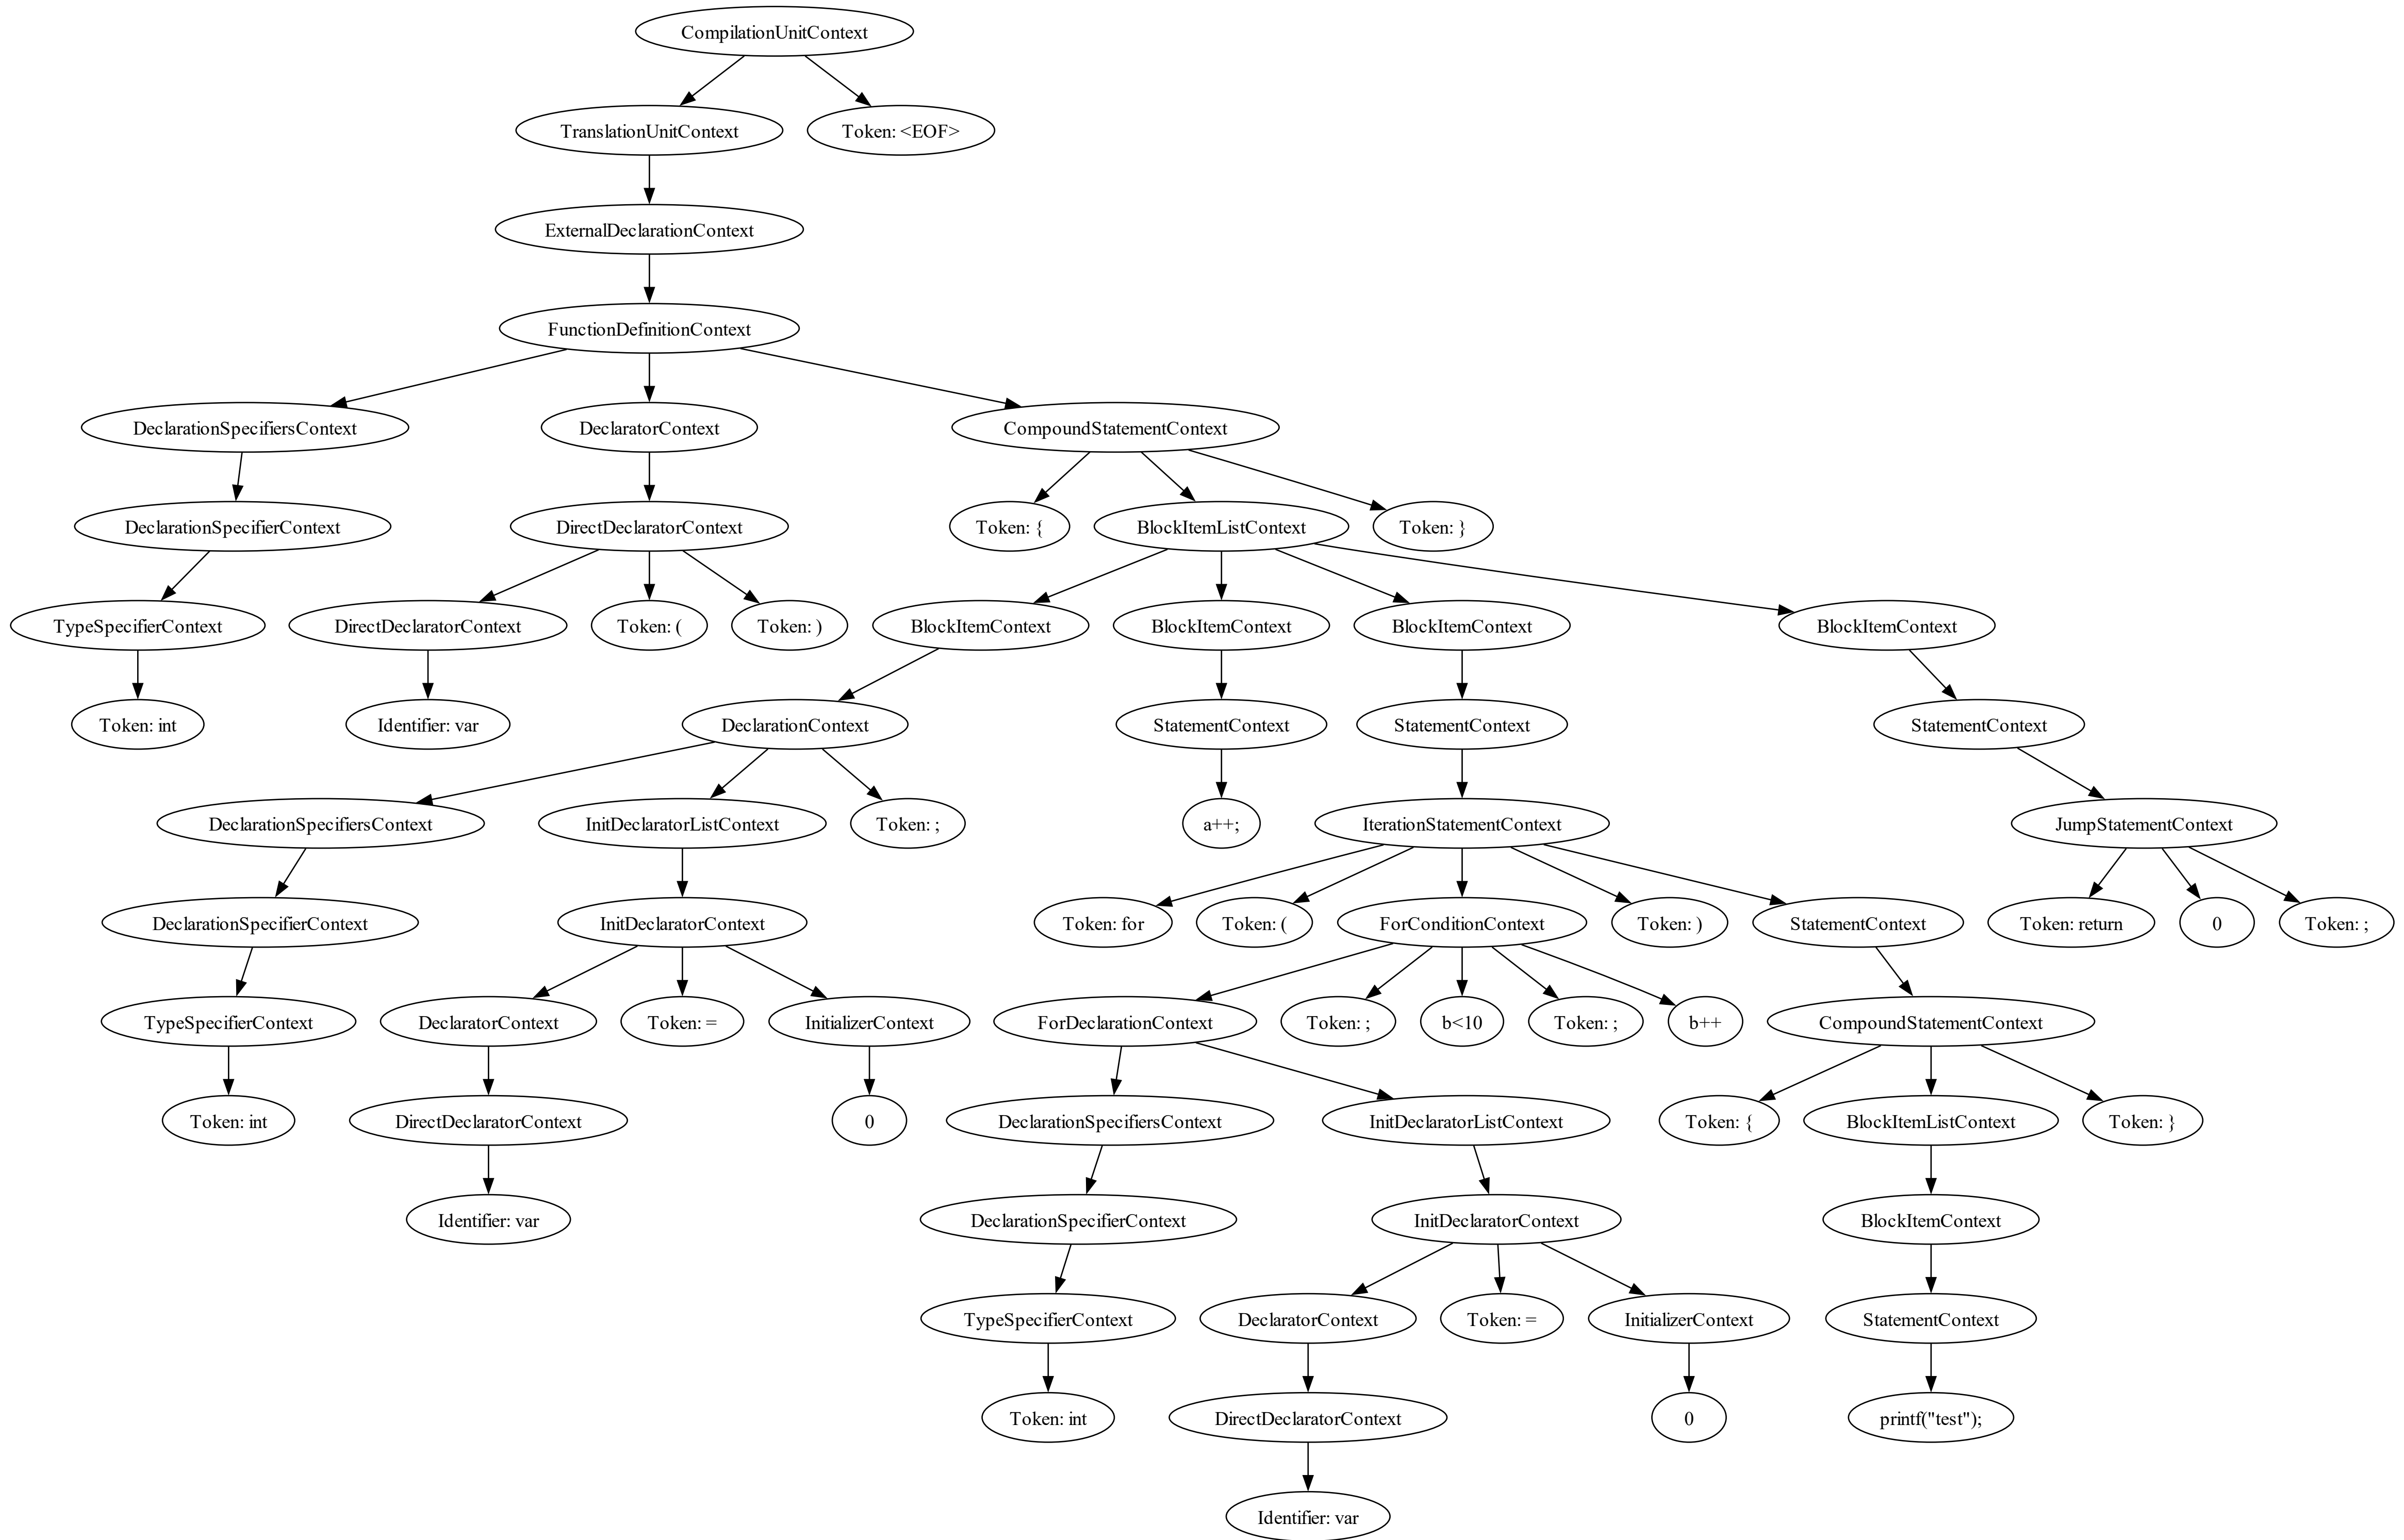 CompilationUnitContext
TranslationUnitContext
Token: <EOF>
ExternalDeclarationContext
FunctionDefinitionContext
DeclarationSpecifiersContext
DeclaratorContext
CompoundStatementContext
DeclarationSpecifierContext
DirectDeclaratorContext
Token: {
BlockItemListContext
Token: }
TypeSpecifierContext
DirectDeclaratorContext
Token: (
Token: )
BlockItemContext
BlockItemContext
BlockItemContext
BlockItemContext
Token: int
Identifier: var
DeclarationContext
StatementContext
StatementContext
StatementContext
DeclarationSpecifiersContext
InitDeclaratorListContext
Token: ;
a++;
IterationStatementContext
JumpStatementContext
DeclarationSpecifierContext
InitDeclaratorContext
Token: for
Token: (
ForConditionContext
Token: )
StatementContext
Token: return
0
Token: ;
TypeSpecifierContext
DeclaratorContext
Token: =
InitializerContext
ForDeclarationContext
Token: ;
b<10
Token: ;
b++
CompoundStatementContext
Token: int
DirectDeclaratorContext
0
DeclarationSpecifiersContext
InitDeclaratorListContext
Token: {
BlockItemListContext
Token: }
Identifier: var
DeclarationSpecifierContext
InitDeclaratorContext
BlockItemContext
TypeSpecifierContext
DeclaratorContext
Token: =
InitializerContext
StatementContext
Token: int
DirectDeclaratorContext
0
printf("test");
Identifier: var